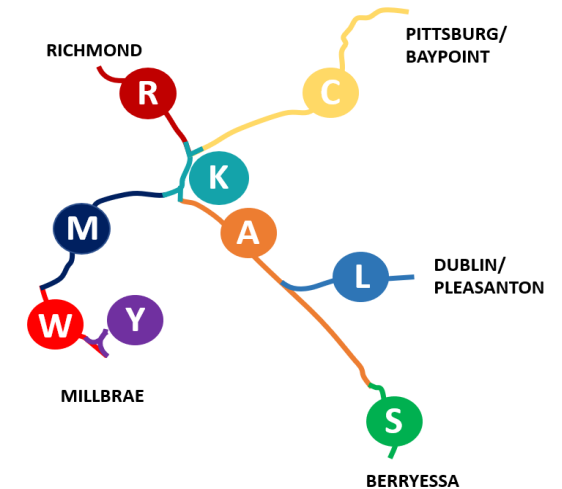 RICHMOND
PITTSBURG/
BAYPOINT
R
C
K
M
A
L
DUBLIN/
PLEASANTON
W
Y
MILLBRAE
S
BERRYESSA